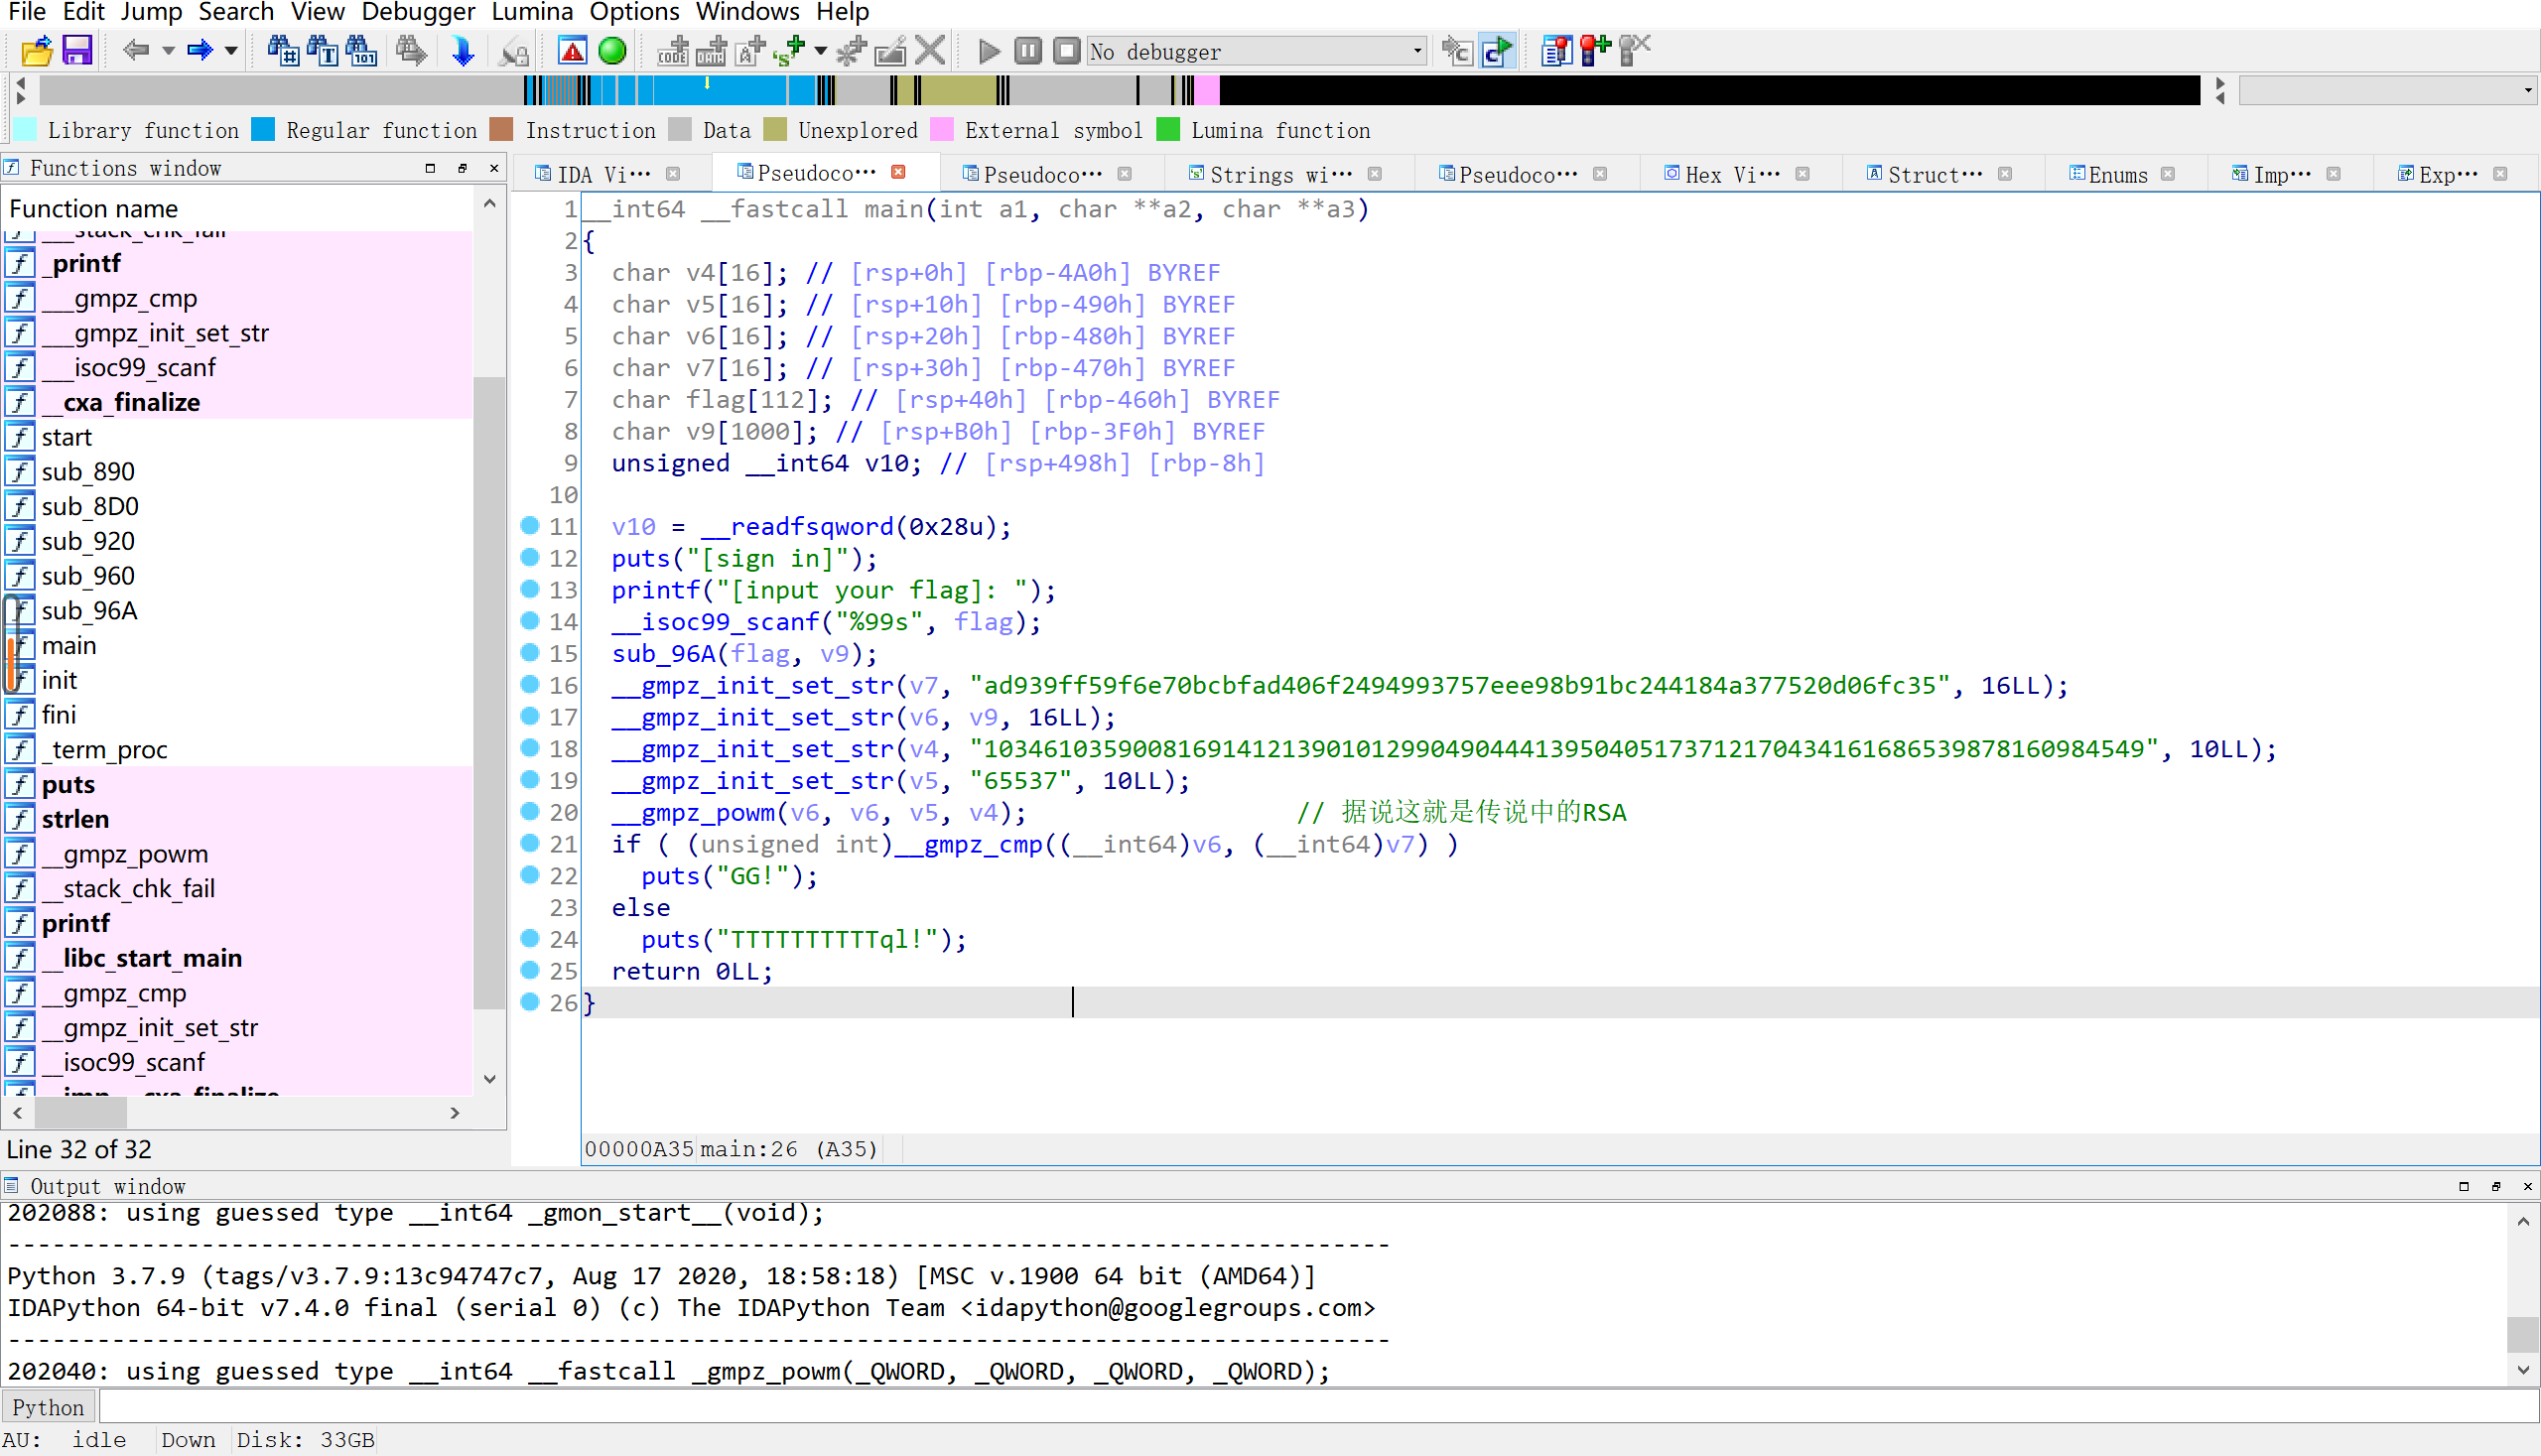 File Edit Jump Search View Debugger Lumina Options Windows Help
No debugger
Library function Regular function Instruction Data Unexplored External symbol Lumina function
Functions window
IDA Vi··· Pseudoco··· Pseudoco··· Strings wi··· Pseudoco··· Hex Vi··· Struct··· Enums Imp··· Exp···
Function name
___stack_chk_fail
_printf
___gmpz_cmp
___gmpz_init_set_str
___isoc99_scanf
__cxa_finalize
start
sub_890
sub_8D0
sub_920
sub_960
sub_96A
main
init
fini
_term_proc
puts
strlen
__gmpz_powm
__stack_chk_fail
printf
__libc_start_main
__gmpz_cmp
__gmpz_init_set_str
__isoc99_scanf
__imp___cxa_finalize
Line 32 of 32
1 __int64 __fastcall main(int a1, char **a2, char **a3)
2 {
3 char v4[16]; // [rsp+0h] [rbp-4A0h] BYREF
4 char v5[16]; // [rsp+10h] [rbp-490h] BYREF
5 char v6[16]; // [rsp+20h] [rbp-480h] BYREF
6 char v7[16]; // [rsp+30h] [rbp-470h] BYREF
7 char flag[112]; // [rsp+40h] [rbp-460h] BYREF
8 char v9[1000]; // [rsp+B0h] [rbp-3F0h] BYREF
9 unsigned __int64 v10; // [rsp+498h] [rbp-8h]
10
11 v10 = __readfsqword(0x28u);
12 puts("[sign in]");
13 printf("[input your flag]: ");
14 __isoc99_scanf("%99s", flag);
15 sub_96A(flag, v9);
16 __gmpz_init_set_str(v7, "ad939ff59f6e70bcbfad406f2494993757eee98b91bc244184a377520d06fc35", 16LL);
17 __gmpz_init_set_str(v6, v9, 16LL);
18 __gmpz_init_set_str(v4, "103461035900816914121390101299049044413950405173712170434161686539878160984549", 10LL);
19 __gmpz_init_set_str(v5, "65537", 10LL);
20 __gmpz_powm(v6, v6, v5, v4); // 据说这就是传说中的RSA
21 if ( (unsigned int)__gmpz_cmp((__int64)v6, (__int64)v7) )
22 puts("GG!");
23 else
24 puts("TTTTTTTTTTql!");
25 return 0LL;
26 }
00000A35 main:26 (A35)
Output window
202088: using guessed type __int64 _gmon_start__(void);
---------------------------------------------------------------------------------------------
Python 3.7.9 (tags/v3.7.9:13c94747c7, Aug 17 2020, 18:58:18) [MSC v.1900 64 bit (AMD64)]
IDAPython 64-bit v7.4.0 final (serial 0) (c) The IDAPython Team <idapython@googlegroups.com>
---------------------------------------------------------------------------------------------
202040: using guessed type __int64 __fastcall _gmpz_powm(_QWORD, _QWORD, _QWORD, _QWORD);
Python
AU: idle Down Disk: 33GB